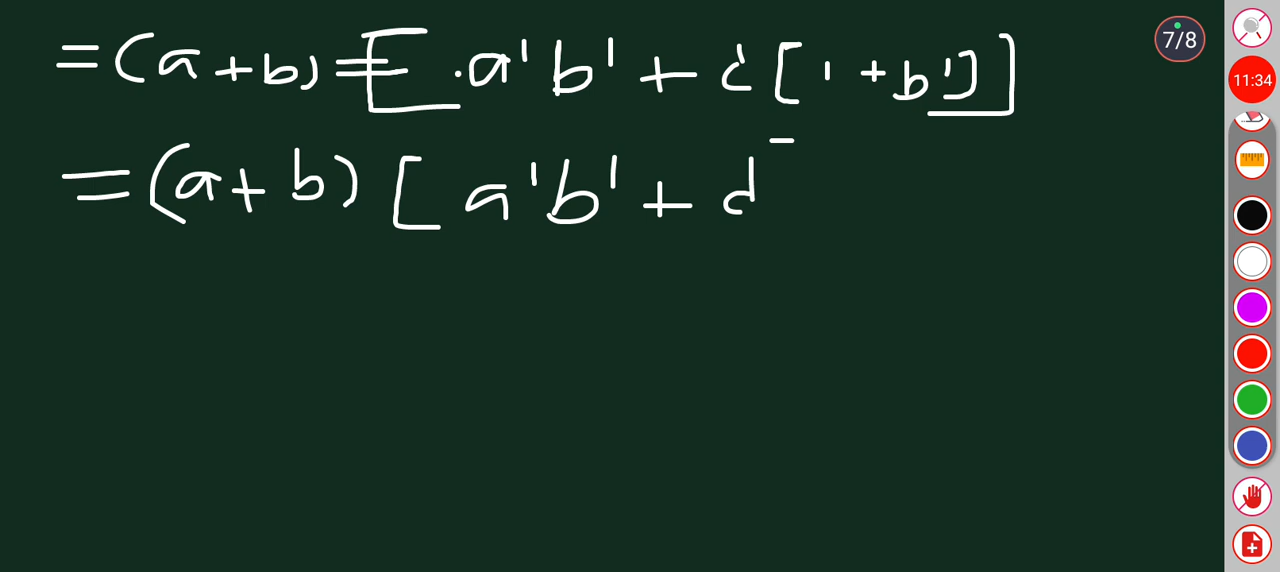 =(a+b)=[.a'b' + c'[1+b']]
=(a+b)[a'b' + c'
7/8
11:34